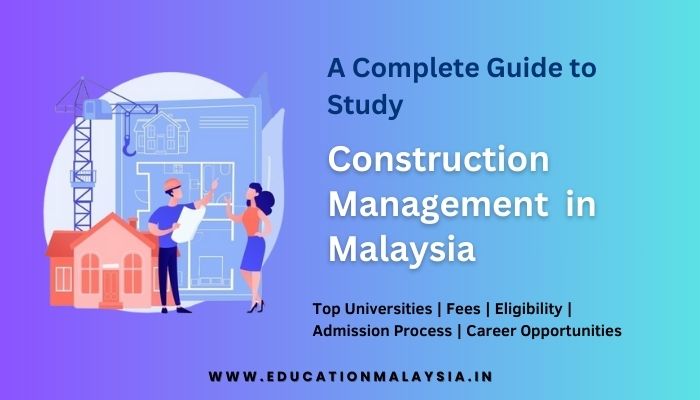 A Complete Guide to
Study
Construction
Management in
Malaysia
Top Universities | Fees | Eligibility |
Admission Process | Career Opportunities
WWW.EDUCATIONMALAYSIA.IN